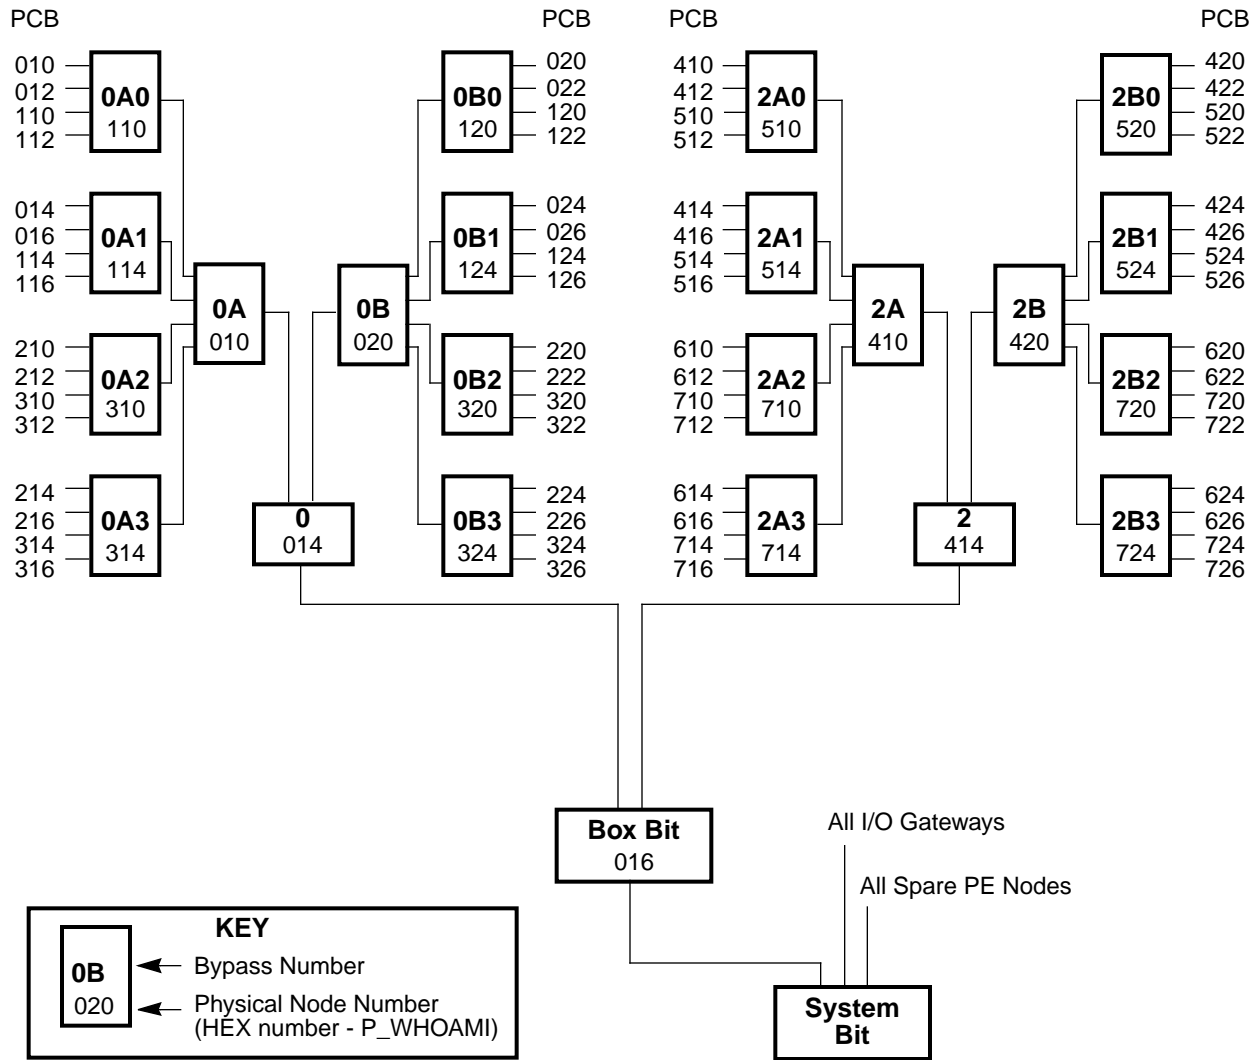 PCB
PCB
PCB
PCB
010
012
110
112
0A0
110
0B0
120
020
022
120
122
410
412
510
512
2A0
510
2B0
520
420
422
520
522
014
016
114
116
0A1
114
0B1
124
024
026
124
126
414
416
514
516
2A1
514
2B1
524
424
426
524
526
0A
010
0B
020
2A
410
2B
420
210
212
310
312
0A2
310
0B2
320
220
222
320
322
610
612
710
712
2A2
710
2B2
720
620
622
720
722
214
216
314
316
0A3
314
0
014
0B3
324
224
226
324
326
614
616
714
716
2A3
714
2
414
2B3
724
624
626
724
726
Box Bit
016
All I/O Gateways
All Spare PE Nodes
KEY
0B
020
Bypass Number
Physical Node Number
(HEX number - P_WHOAMI)
System
Bit